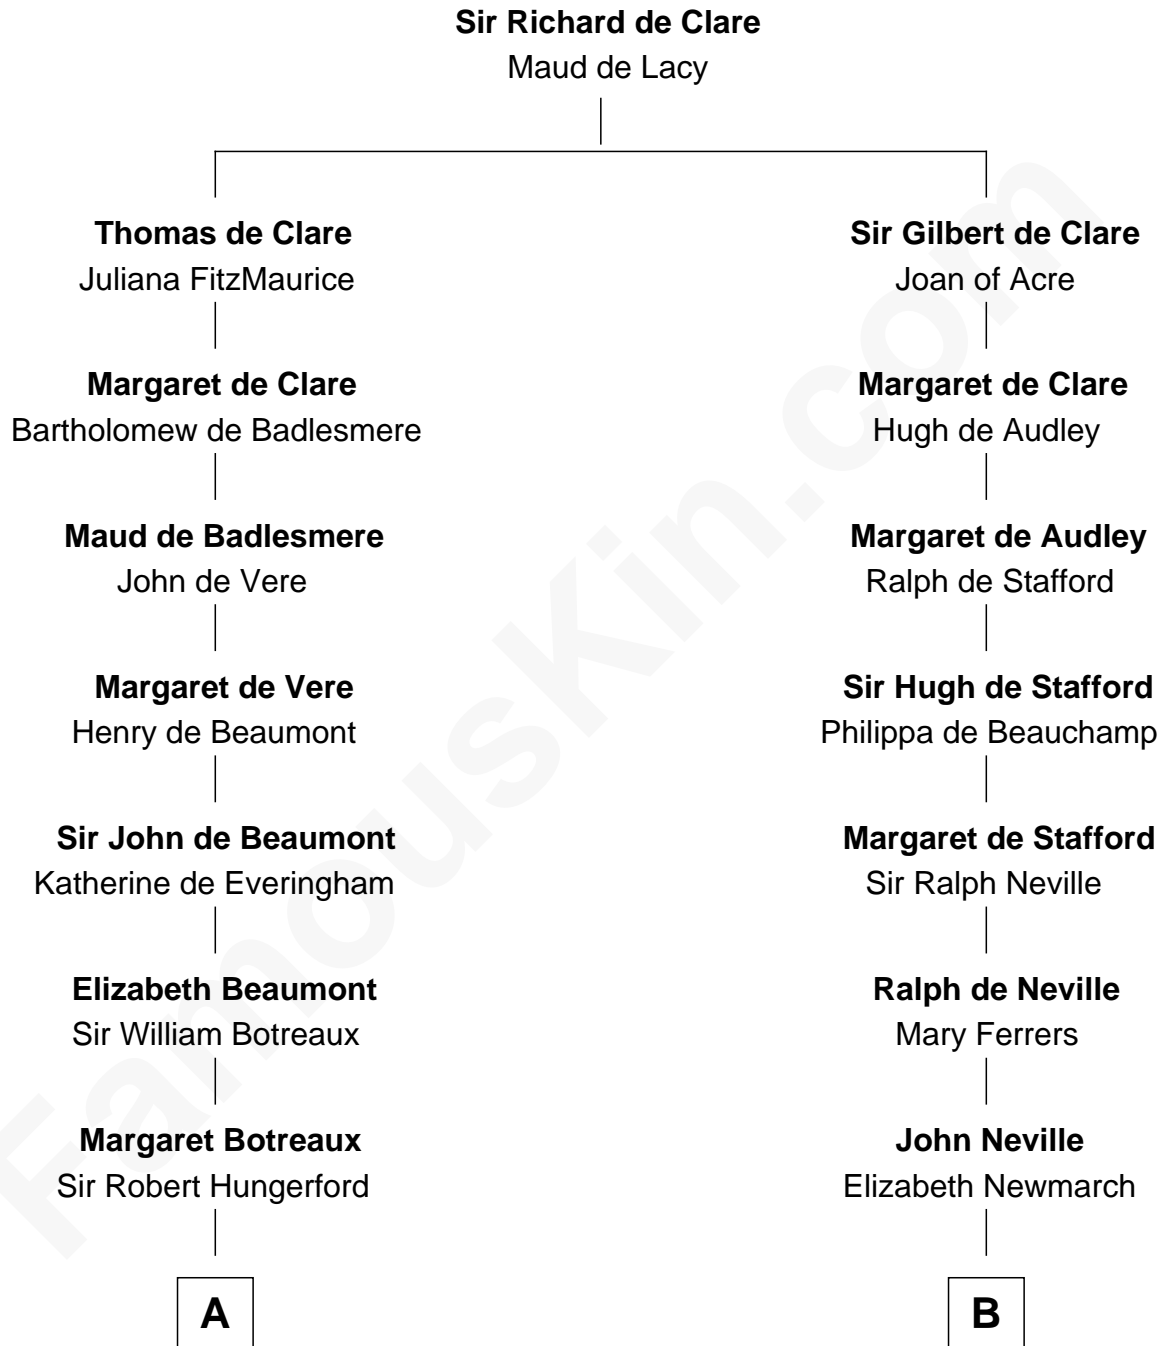 Sir Richard de Clare
Maud de Lacy
Thomas de Clare
Juliana FitzMaurice
Sir Gilbert de Clare
Joan of Acre
Margaret de Clare
Bartholomew de Badlesmere
Margaret de Clare
Hugh de Audley
Maud de Badlesmere
John de Vere
Margaret de Audley
Ralph de Stafford
Margaret de Vere
Henry de Beaumont
Sir Hugh de Stafford
Philippa de Beauchamp
Sir John de Beaumont
Katherine de Everingham
Margaret de Stafford
Sir Ralph Neville
Elizabeth Beaumont
Sir William Botreaux
Ralph de Neville
Mary Ferrers
Margaret Botreaux
Sir Robert Hungerford
John Neville
Elizabeth Newmarch
A
B
FamousKin.com